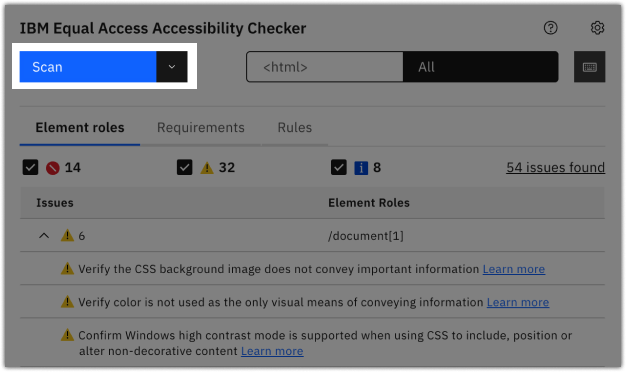 IBM Equal Access Accessibility Checker
Scan
<html>
All
Element roles
Requirements
Rules
14
32
8
54 issues found
Issues
Element Roles
6
/document[1]
Verify the CSS background image does not convey important information Learn more
Verify color is not used as the only visual means of conveying information Learn more
Confirm Windows high contrast mode is supported when using CSS to include, position or
alter non-decorative content Learn more